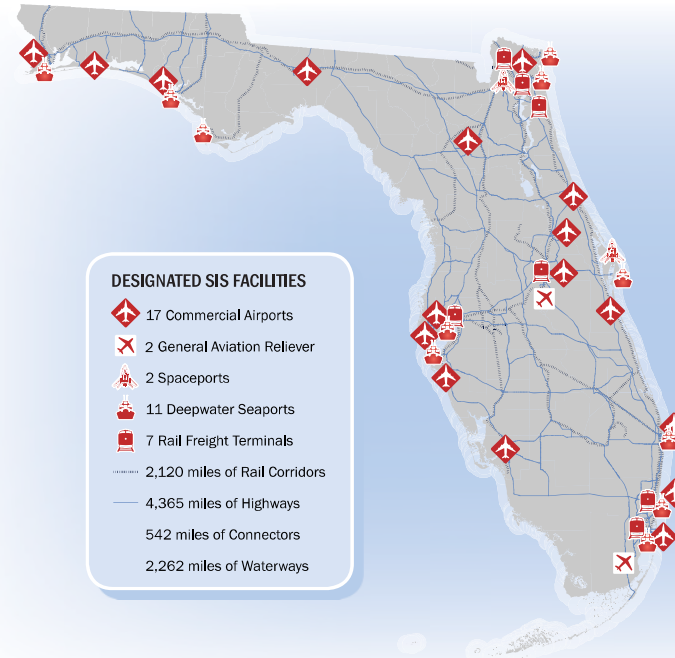 DESIGNATED SIS FACILITIES
17 Commercial Airports
2 General Aviation Reliever
2 Spaceports
11 Deepwater Seaports
7 Rail Freight Terminals
2,120 miles of Rail Corridors
4,365 miles of Highways
542 miles of Connectors
2,262 miles of Waterways